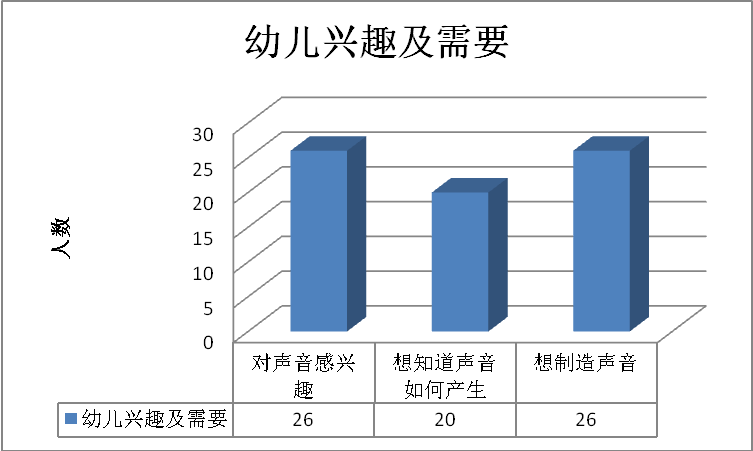 幼儿兴趣及需要
30
25
20
15
10
5
0
人数
对声音感兴
趣
想知道声音
如何产生
想制造声音
幼儿兴趣及需要 26 20 26